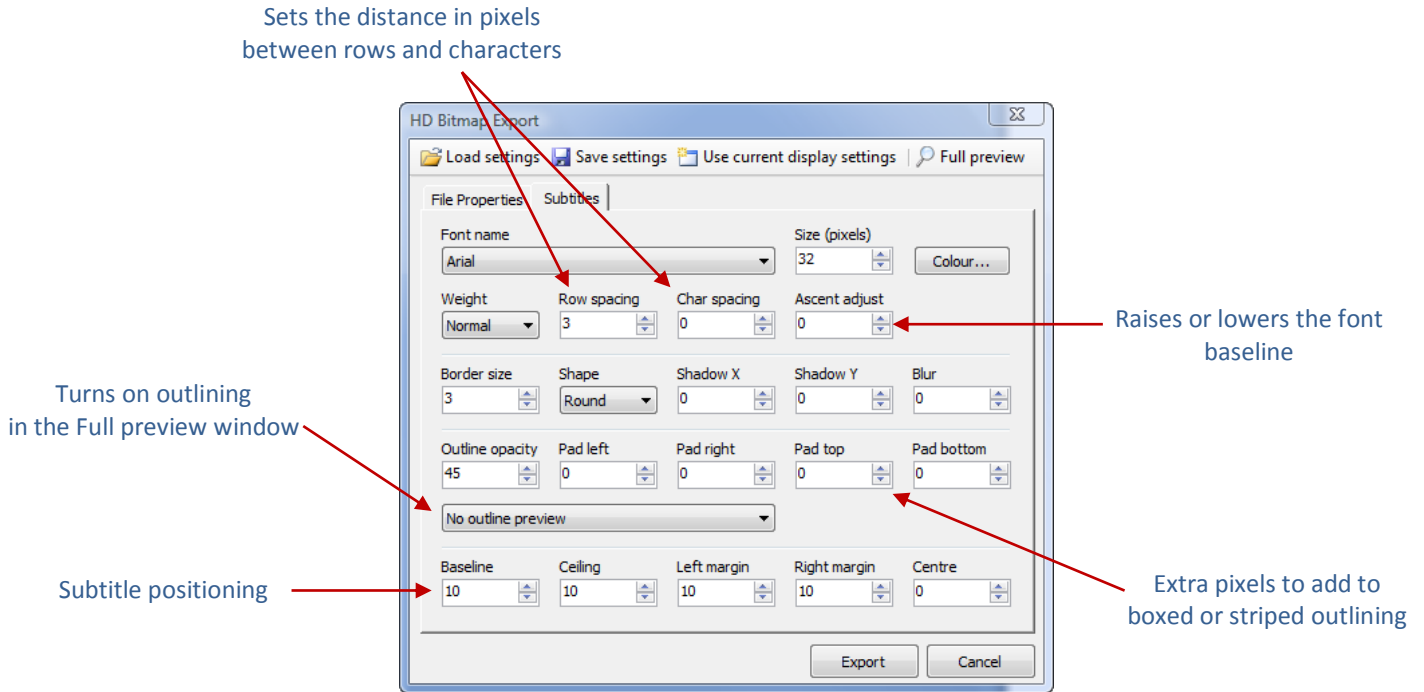 Sets the distance in pixels
between rows and characters
HD Bitmap Export
Load settings Save settings Use current display settings Full preview
File Properties Subtitles
Font name Size (pixels)
Arial 32 Colour...
Weight Row spacing Char spacing Ascent adjust
Normal 3 0 0
Raises or lowers the font
baseline
Border size Shape Shadow X Shadow Y Blur
3 Round 0 0 0
Turns on outlining
in the Full preview window
Outline opacity Pad left Pad right Pad top Pad bottom
45 0 0 0 0
No outline preview
Baseline Ceiling Left margin Right margin Centre
10 10 10 10 0
Subtitle positioning
Extra pixels to add to
boxed or striped outlining
Export Cancel